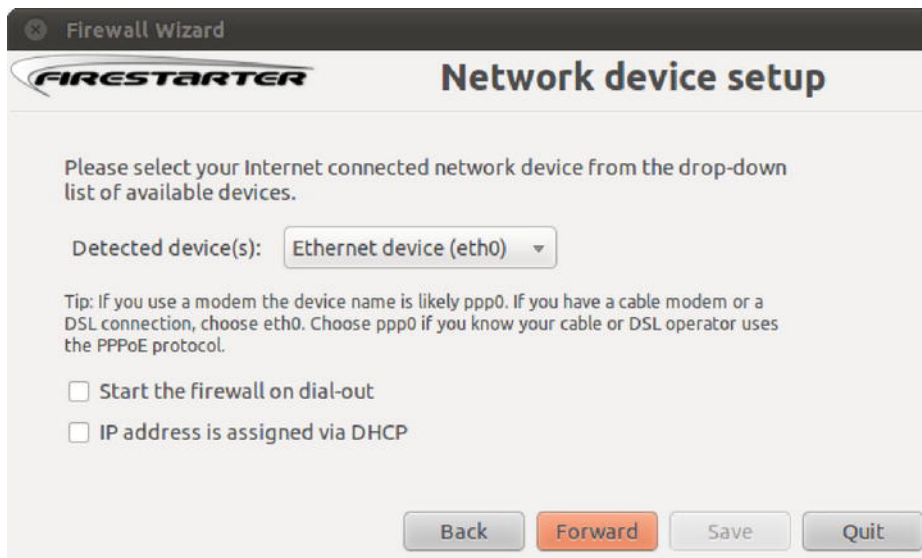 Firewall Wizard
FIRESTARTER
Network device setup
Please select your Internet connected network device from the drop-down
list of available devices.
Detected device(s): Ethernet device (eth0)
Tip: If you use a modem the device name is likely ppp0. If you have a cable modem or a
DSL connection, choose eth0. Choose ppp0 if you know your cable or DSL operator uses
the PPPoE protocol.
Start the firewall on dial-out
IP address is assigned via DHCP
Back Forward Save Quit